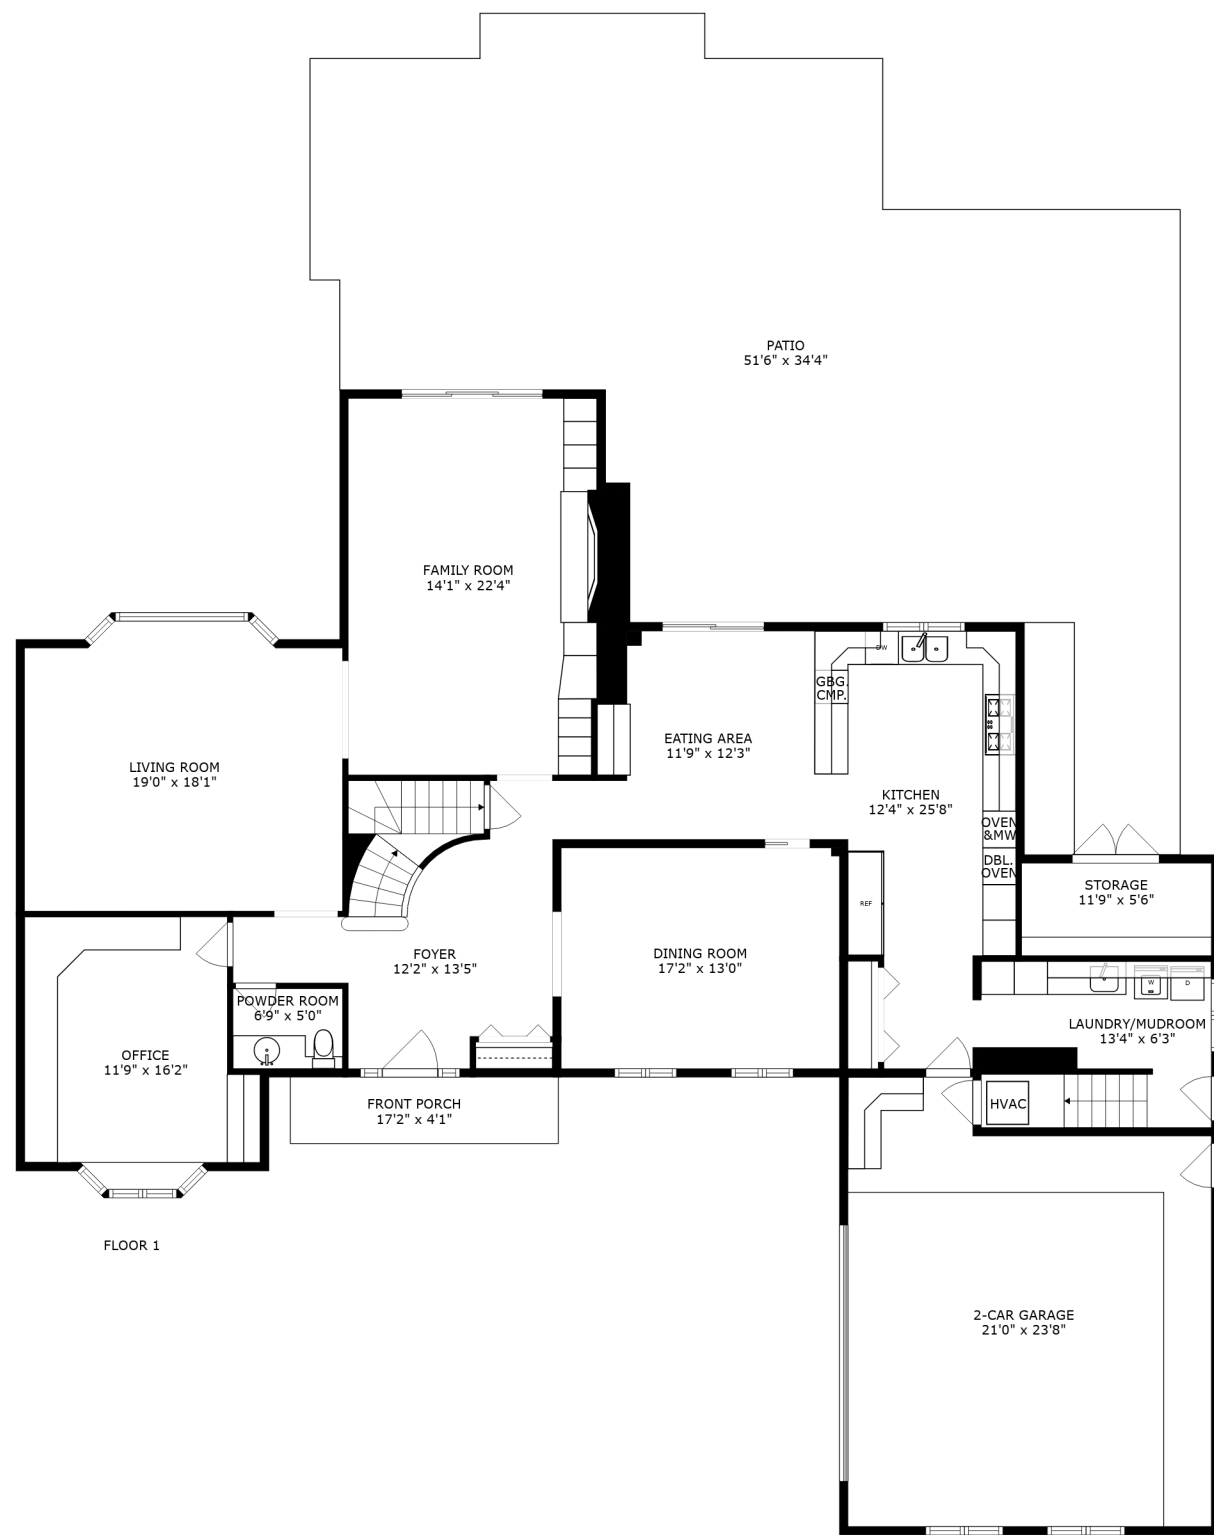 PATIO
51'6" x 34'4"
FAMILY ROOM
14'1" x 22'4"
DW
GBG.
CMP.
EATING AREA
11'9" x 12'3"
LIVING ROOM
19'0" x 18'1"
KITCHEN
12'4" x 25'8"
OVEN
&MW
DBL.
OVEN
STORAGE
11'9" x 5'6"
REF
FOYER
12'2" x 13'5"
DINING ROOM
17'2" x 13'0"
W
D
POWDER ROOM
6'9" x 5'0"
LAUNDRY/MUDROOM
13'4" x 6'3"
OFFICE
11'9" x 16'2"
FRONT PORCH
17'2" x 4'1"
HVAC
FLOOR 1
2-CAR GARAGE
21'0" x 23'8"